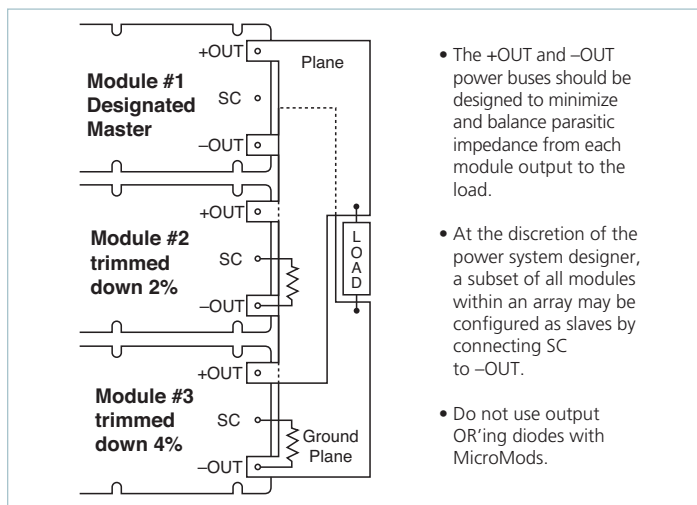 +OUT
Plane
Module #1
Designated
Master
SC
–OUT
+OUT
Module #2
trimmed
down 2%
SC
–OUT
LOAD
+OUT
Module #3
trimmed
down 4%
SC
Ground
Plane
–OUT
• The +OUT and –OUT
power buses should be
designed to minimize
and balance parasitic
impedance from each
module output to the
load.
• At the discretion of the
power system designer,
a subset of all modules
within an array may be
configured as slaves by
connecting SC
to –OUT.
• Do not use output
OR’ing diodes with
MicroMods.